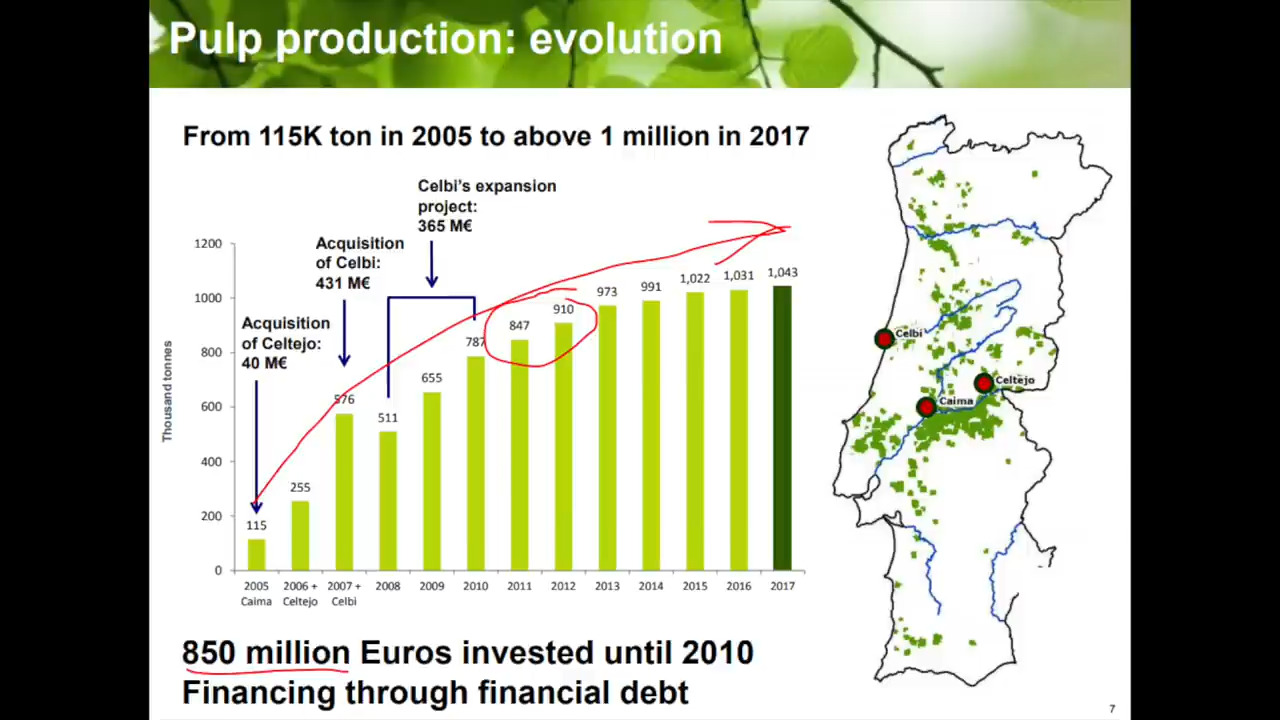 Pulp production: evolution
From 115K ton in 2005 to above 1 million in 2017
Celbi's expansion
project:
365 M€
Acquisition
of Celbi:
431 M€
Acquisition
of Celtejo:
40 M€
Thousand tonnes
1200
1000
800
600
400
200
0
115
255
576
511
655
787
847
910
973
991
1,022
1,031
1,043
2005
Caima
2006 +
Celtejo
2007 +
Celbi
2008
2009
2010
2011
2012
2013
2014
2015
2016
2017
Celbi
Celtejo
Caima
850 million Euros invested until 2010
Financing through financial debt
7